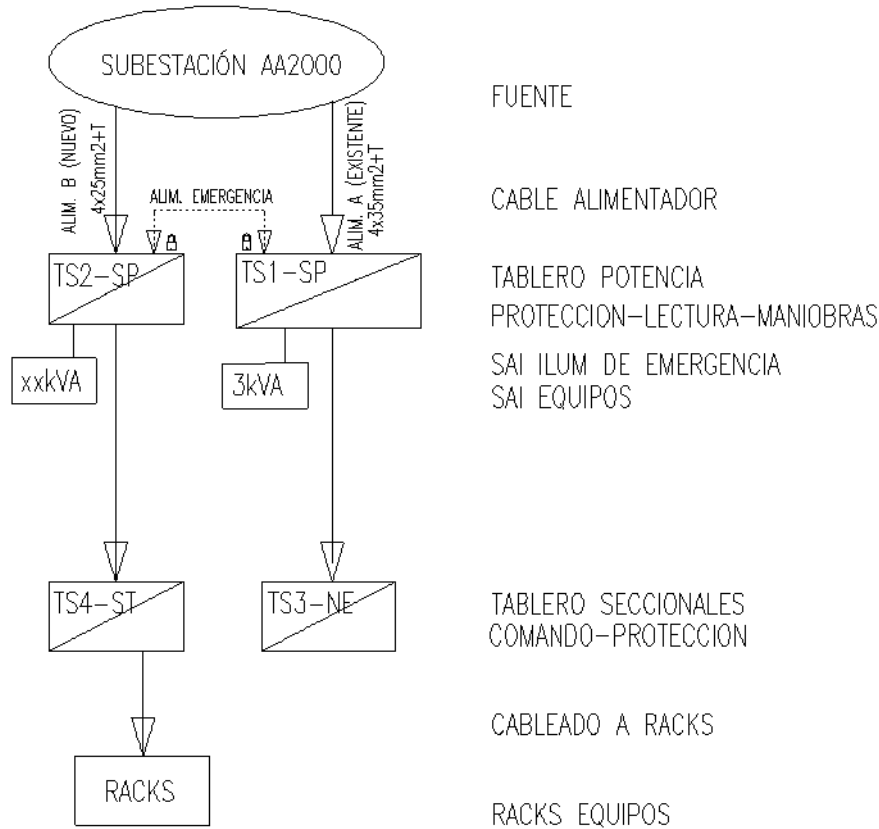 SUBESTACIÓN AA2000
FUENTE
ALIM. B (NUEVO)
4x25mm2+T
ALIM. EMERGENCIA
ALIM. A (EXISTENTE)
4x35mm2+T
CABLE ALIMENTADOR
TS2-SP
TS1-SP
TABLERO POTENCIA
PROTECCION-LECTURA-MANIOBRAS
xxkVA
3kVA
SAI ILUM DE EMERGENCIA
SAI EQUIPOS
TS4-ST
TS3-NE
TABLERO SECCIONALES
COMANDO-PROTECCION
CABLEADO A RACKS
RACKS
RACKS EQUIPOS